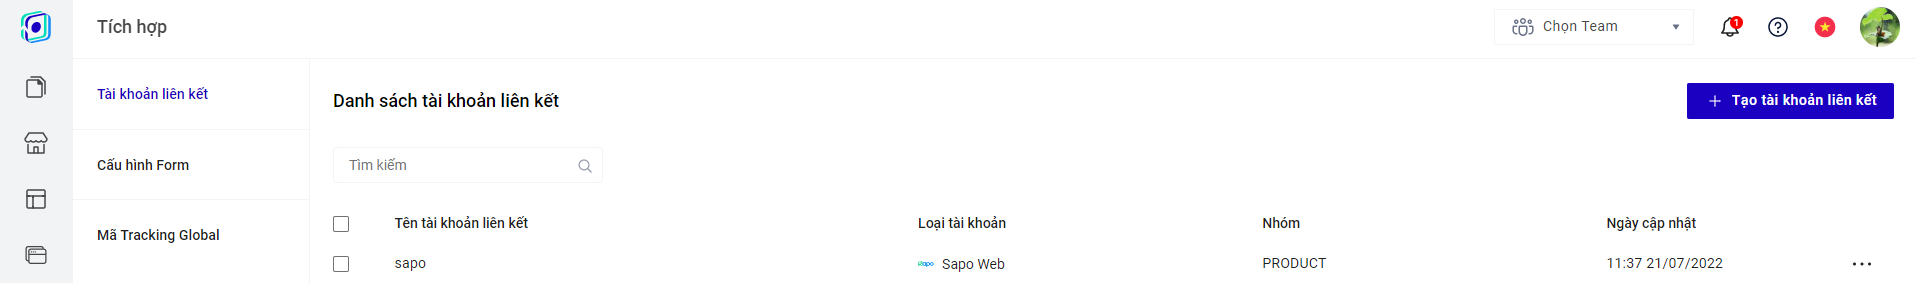 Tích hợp
Chọn Team
1
Tài khoản liên kết
Cấu hình Form
Mã Tracking Global
Danh sách tài khoản liên kết
+ Tạo tài khoản liên kết
Tìm kiếm
Tên tài khoản liên kết Loại tài khoản Nhóm Ngày cập nhật
sapo Sapo Sapo Web PRODUCT 11:37 21/07/2022